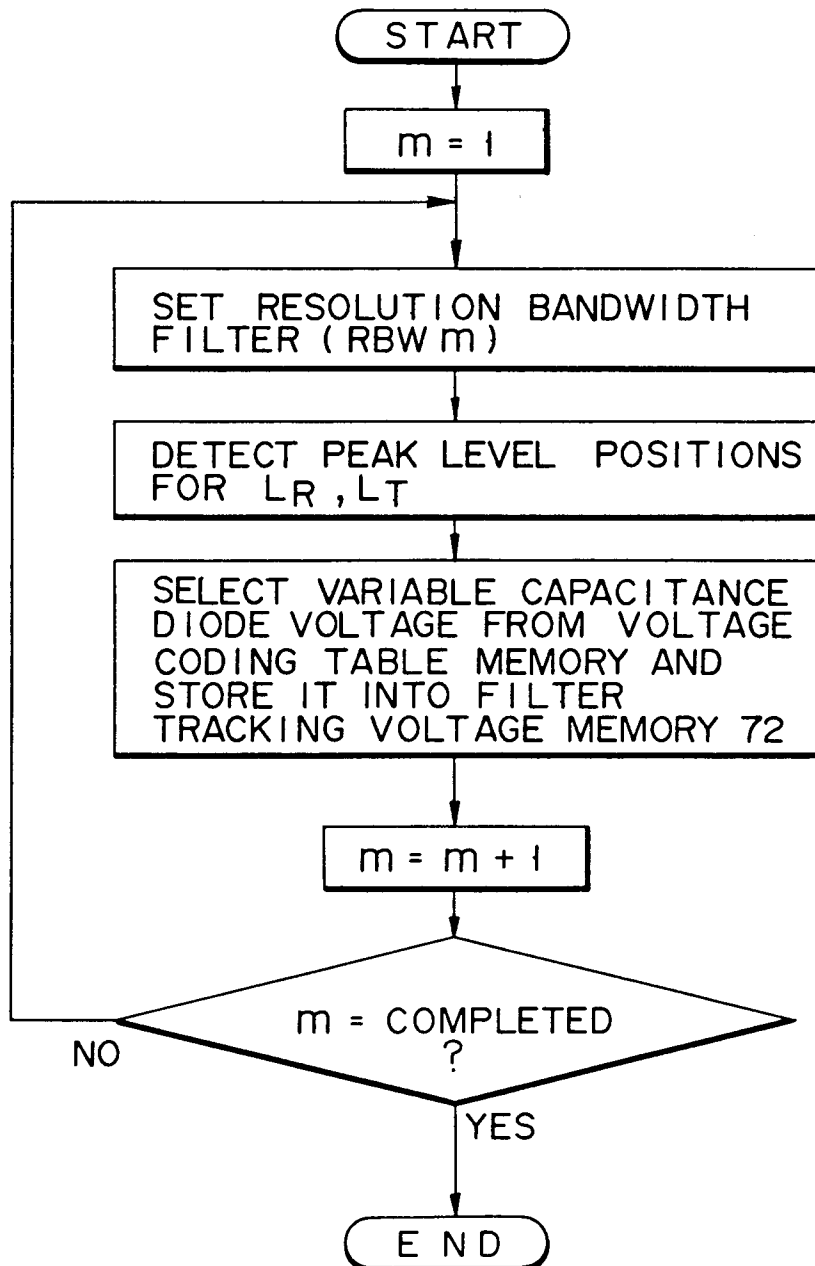 START
m = 1
SET RESOLUTION BANDWIDTH
FILTER (RBW m)
DETECT PEAK LEVEL POSITIONS
FOR LR, LT
SELECT VARIABLE CAPACITANCE
DIODE VOLTAGE FROM VOLTAGE
CODING TABLE MEMORY AND
STORE IT INTO FILTER
TRACKING VOLTAGE MEMORY 72
m = m + 1
m = COMPLETED
?
NO
YES
END